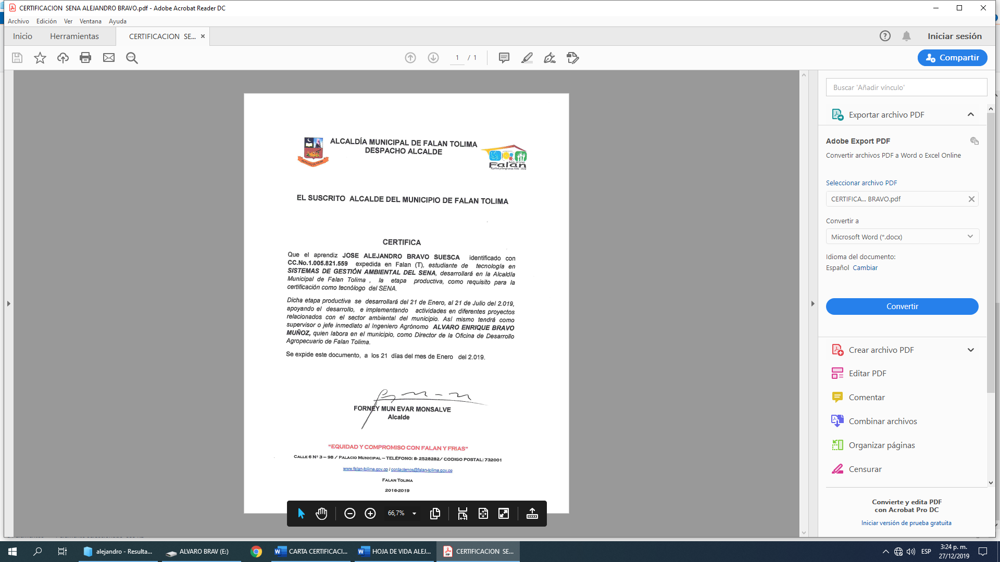 CERTIFICACION  SENA ALEJANDRO BRAVO.pdf - Adobe Acrobat Reader DC
Archivo Edición Ver Ventana Ayuda
Inicio Herramientas CERTIFICACION  SE... Iniciar sesión
1 / 1 Compartir
ALCALDÍA MUNICIPAL DE FALAN TOLIMA
DESPACHO ALCALDE
MUNICIPIO DE FALAN
Falan
Equidad y Compromiso 2016 - 2019
EL SUSCRITO  ALCALDE DEL MUNICIPIO DE FALAN TOLIMA
CERTIFICA
Que el aprendiz JOSE ALEJANDRO BRAVO SUESCA identificado con
CC.No.1.005.821.559 expedida en Falan (T), estudiante de tecnología en
SISTEMAS DE GESTIÓN AMBIENTAL DEL SENA, desarrollará en la Alcaldía
Municipal de Falan Tolima , la etapa productiva, como requisito para la
certificación como tecnólogo del SENA.
Dicha etapa productiva se desarrollará del 21 de Enero, al 21 de Julio del 2.019,
apoyando el desarrollo, e implementando actividades en diferentes proyectos
relacionados con el sector ambiental del municipio. Así mismo tendrá como
supervisor o jefe inmediato al Ingeniero Agrónomo ALVARO ENRIQUE BRAVO
MUÑOZ, quien labora en el municipio, como Director de la Oficina de Desarrollo
Agropecuario de Falan Tolima.
Se expide este documento, a los 21 días del mes de Enero del 2.019.
FORNEY MUN EVAR MONSALVE
Alcalde
"EQUIDAD Y COMPROMISO CON FALAN Y FRIAS"
CALLE 6 Nº 3 – 98 / PALACIO MUNICIPAL – TELÉFONO: 8- 2528282/ CODIGO POSTAL: 732001
www.falan-tolima.gov.co / contactenos@falan-tolima.gov.co
FALAN TOLIMA
2016-2019
66,7%
Buscar 'Añadir vínculo'
Exportar archivo PDF
Adobe Export PDF
Convertir archivos PDF a Word o Excel Online
Seleccionar archivo PDF
CERTIFICA... BRAVO.pdf
Convertir a
Microsoft Word (*.docx)
Idioma del documento:
Español Cambiar
Convertir
Crear archivo PDF
Editar PDF
Comentar
Combinar archivos
Organizar páginas
Censurar
Convierte y edita PDF
con Acrobat Pro DC
Iniciar versión de prueba gratuita
alejandro - Resulta... ALVARO BRAV (E:) CARTA CERTIFICACI... HOJA DE VIDA ALEJ... CERTIFICACION  SE... ESP 3:24 p. m.
27/12/2019